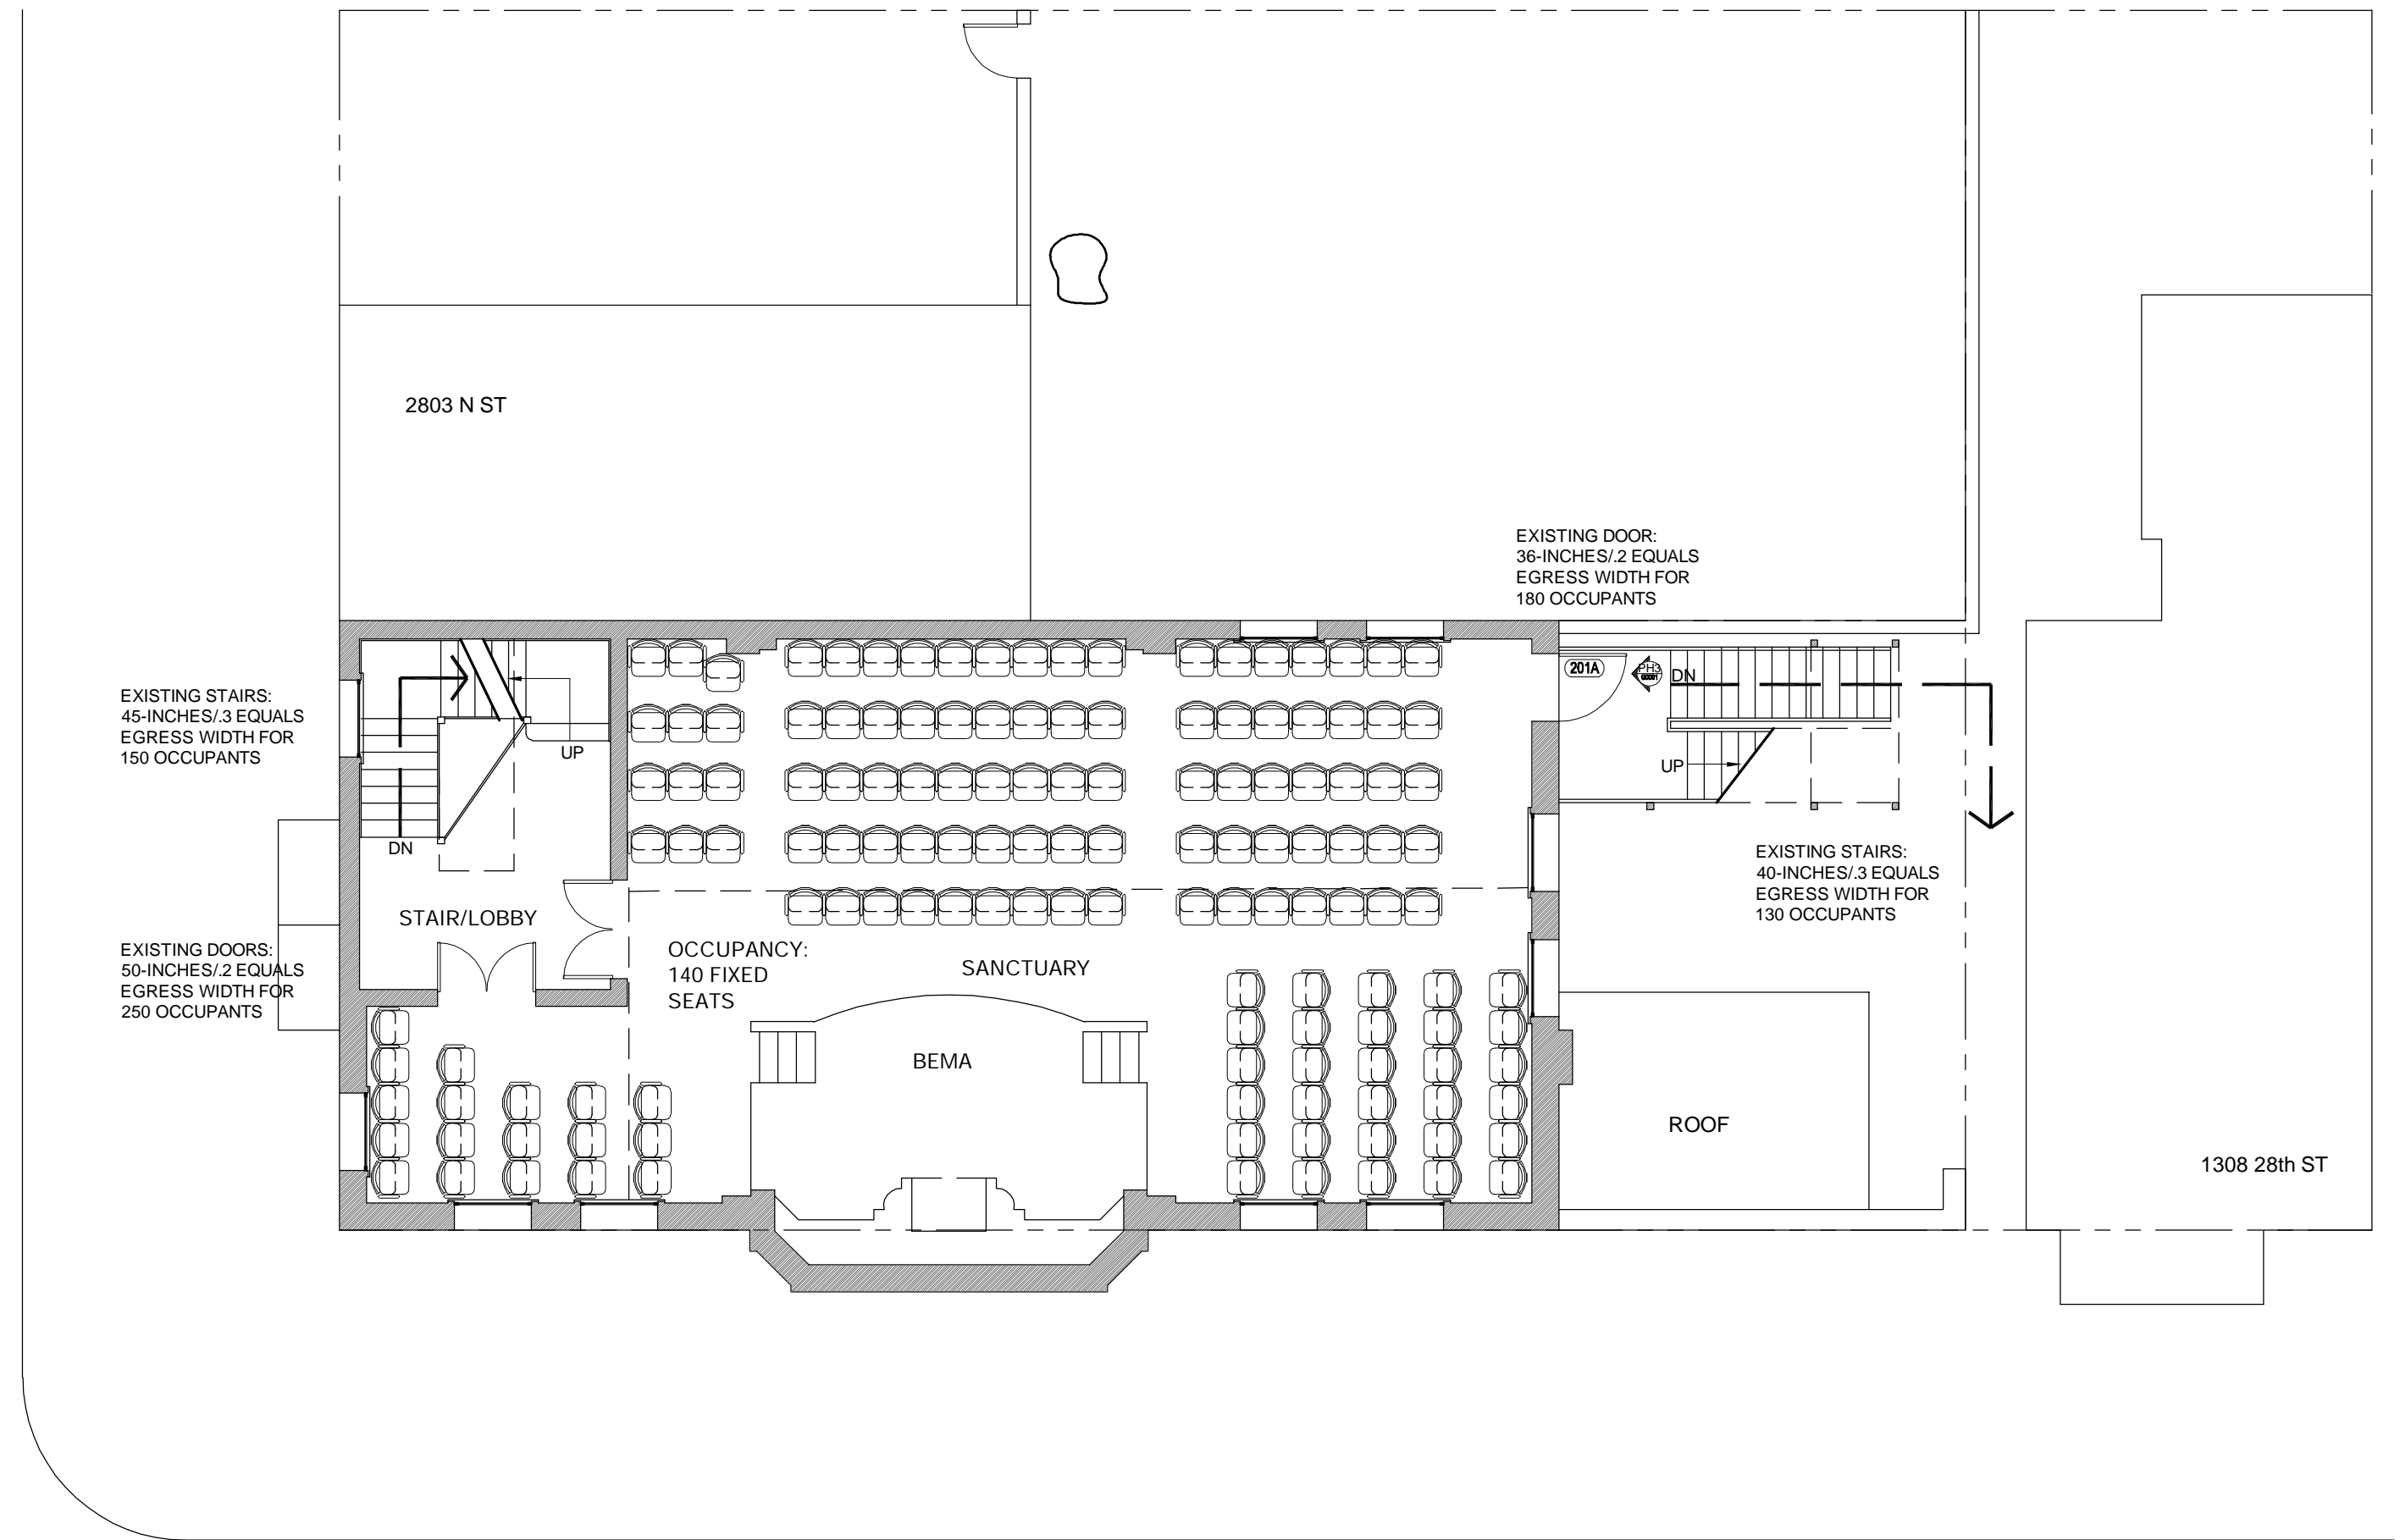 2803 N ST
EXISTING DOOR:
36-INCHES/.2 EQUALS
EGRESS WIDTH FOR
180 OCCUPANTS
EXISTING STAIRS:
45-INCHES/.3 EQUALS
EGRESS WIDTH FOR
150 OCCUPANTS
UP
DN
201A
PH3
G0001
DN
UP
EXISTING STAIRS:
40-INCHES/.3 EQUALS
EGRESS WIDTH FOR
130 OCCUPANTS
STAIR/LOBBY
EXISTING DOORS:
50-INCHES/.2 EQUALS
EGRESS WIDTH FOR
250 OCCUPANTS
OCCUPANCY:
140 FIXED
SEATS
SANCTUARY
BEMA
ROOF
1308 28th ST